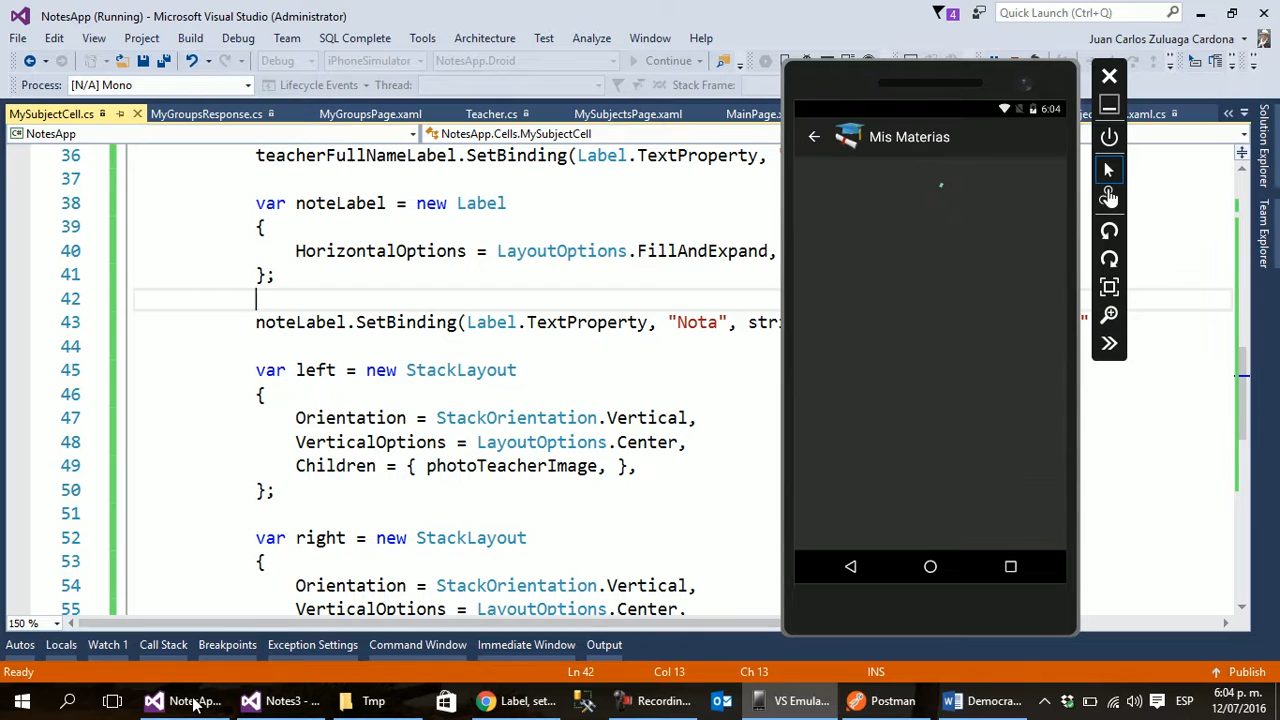 NotesApp (Running) - Microsoft Visual Studio (Administrator)
4
Quick Launch (Ctrl+Q)
File Edit View Project Build Debug Team SQL Complete Tools Architecture Test Analyze Window Help
Juan Carlos Zuluaga Cardona
Debug iPhoneSimulator NotesApp.Droid Continue
Process: [N/A] Mono Lifecycle Events Thread: Stack Frame:
MySubjectCell.cs MyGroupsResponse.cs MyGroupsPage.xaml Teacher.cs MySubjectsPage.xaml MainPage.
NotesApp NotesApp.Cells.MySubjectCell
36 teacherFullNameLabel.SetBinding(Label.TextProperty, "
37
38 var noteLabel = new Label
39 {
40 HorizontalOptions = LayoutOptions.FillAndExpand,
41 };
42
43 noteLabel.SetBinding(Label.TextProperty, "Nota", stri "
44
45 var left = new StackLayout
46 {
47 Orientation = StackOrientation.Vertical,
48 VerticalOptions = LayoutOptions.Center,
49 Children = { photoTeacherImage, },
50 };
51
52 var right = new StackLayout
53 {
54 Orientation = StackOrientation.Vertical,
55 VerticalOptions = LayoutOptions.Center,
6:04
Mis Materias
Solution Explorer
Team Explorer
150 %
Autos Locals Watch 1 Call Stack Breakpoints Exception Settings Command Window Immediate Window Output
Ready Ln 42 Col 13 Ch 13 INS Publish
NotesAp... Notes3 - ... Tmp Label, set... Recordin... VS Emula... Postman Democra... ESP
6:04 p. m.
12/07/2016